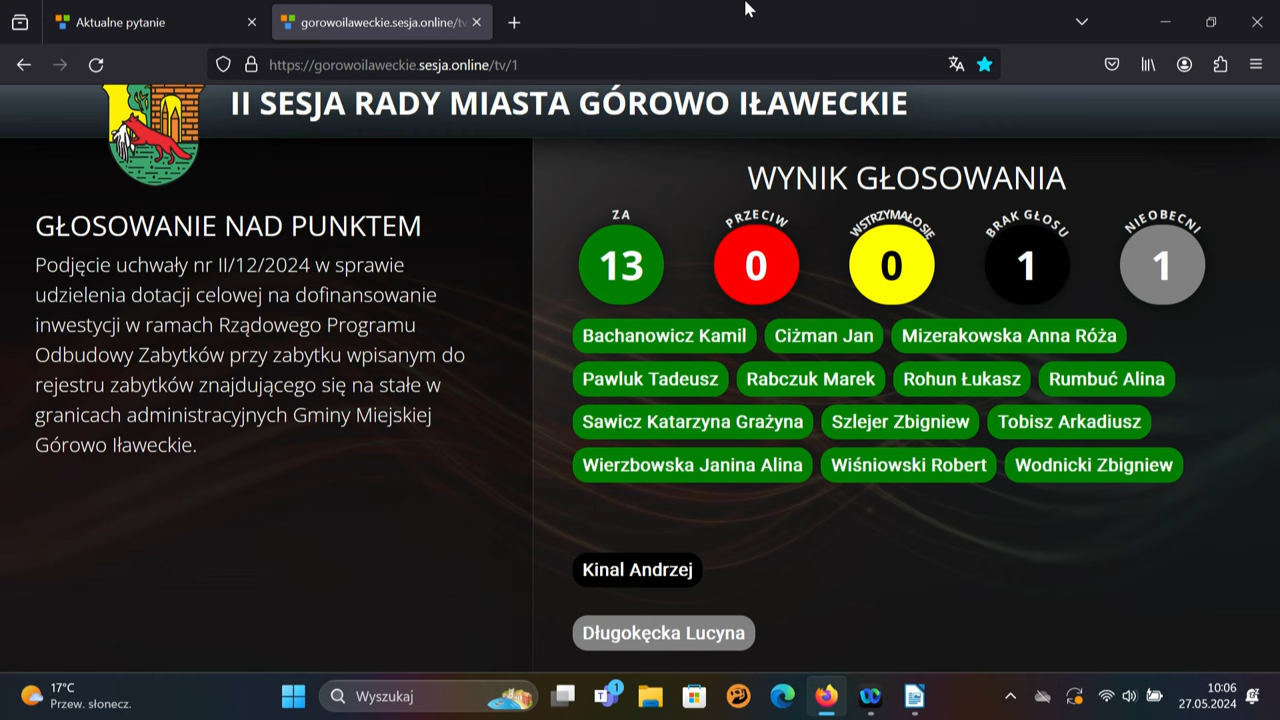 Aktualne pytanie
gorowoilaweckie.sesja.online/tv
https://gorowoilaweckie.sesja.online/tv/1
II SESJA RADY MIASTA GÓROWO IŁAWECKIE
GŁOSOWANIE NAD PUNKTEM
Podjęcie uchwały nr II/12/2024 w sprawie
udzielenia dotacji celowej na dofinansowanie
inwestycji w ramach Rządowego Programu
Odbudowy Zabytków przy zabytku wpisanym do
rejestru zabytków znajdującego się na stałe w
granicach administracyjnych Gminy Miejskiej
Górowo Iławeckie.
WYNIK GŁOSOWANIA
ZA PRZECIW WSTRZYMAŁO SIĘ BRAK GŁOSU NIEOBECNI
13 0 0 1 1
Bachanowicz Kamil Ciżman Jan Mizerakowska Anna Róża
Pawluk Tadeusz Rabczuk Marek Rohun Łukasz Rumbuć Alina
Sawicz Katarzyna Grażyna Szlejer Zbigniew Tobisz Arkadiusz
Wierzbowska Janina Alina Wiśniowski Robert Wodnicki Zbigniew
Kinal Andrzej
Długokęcka Lucyna
17°C
Przew. słonecz.
Wyszukaj
1
10:06
27.05.2024